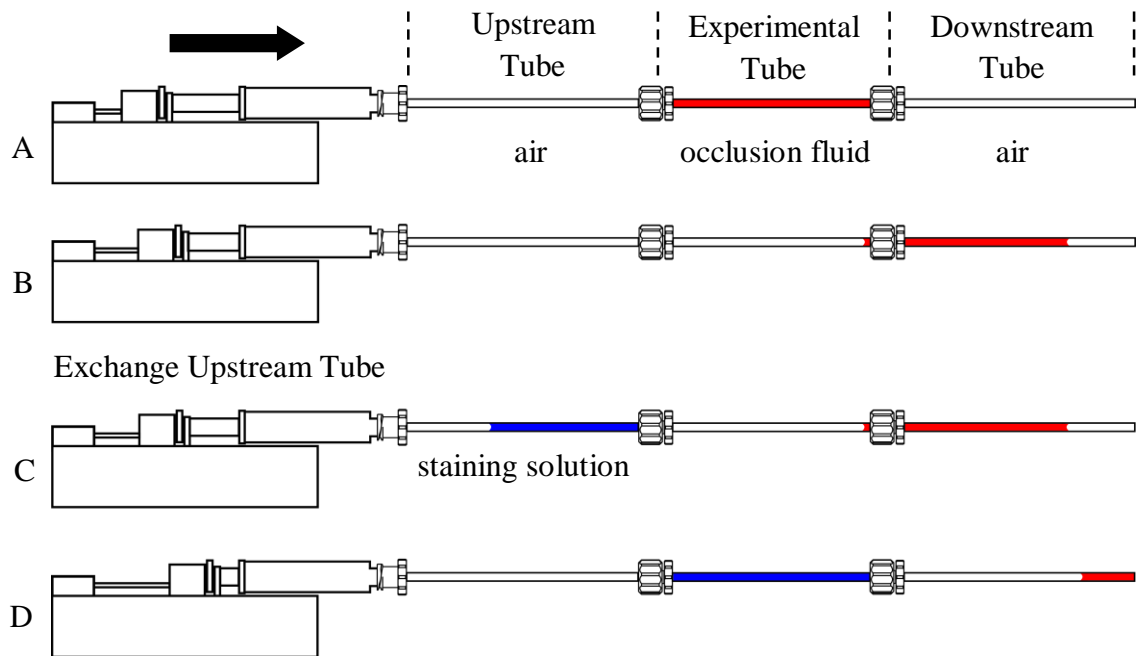 Upstream Tube
Experimental Tube
Downstream Tube
A
air
occlusion fluid
air
B
Exchange Upstream Tube
C
staining solution
D